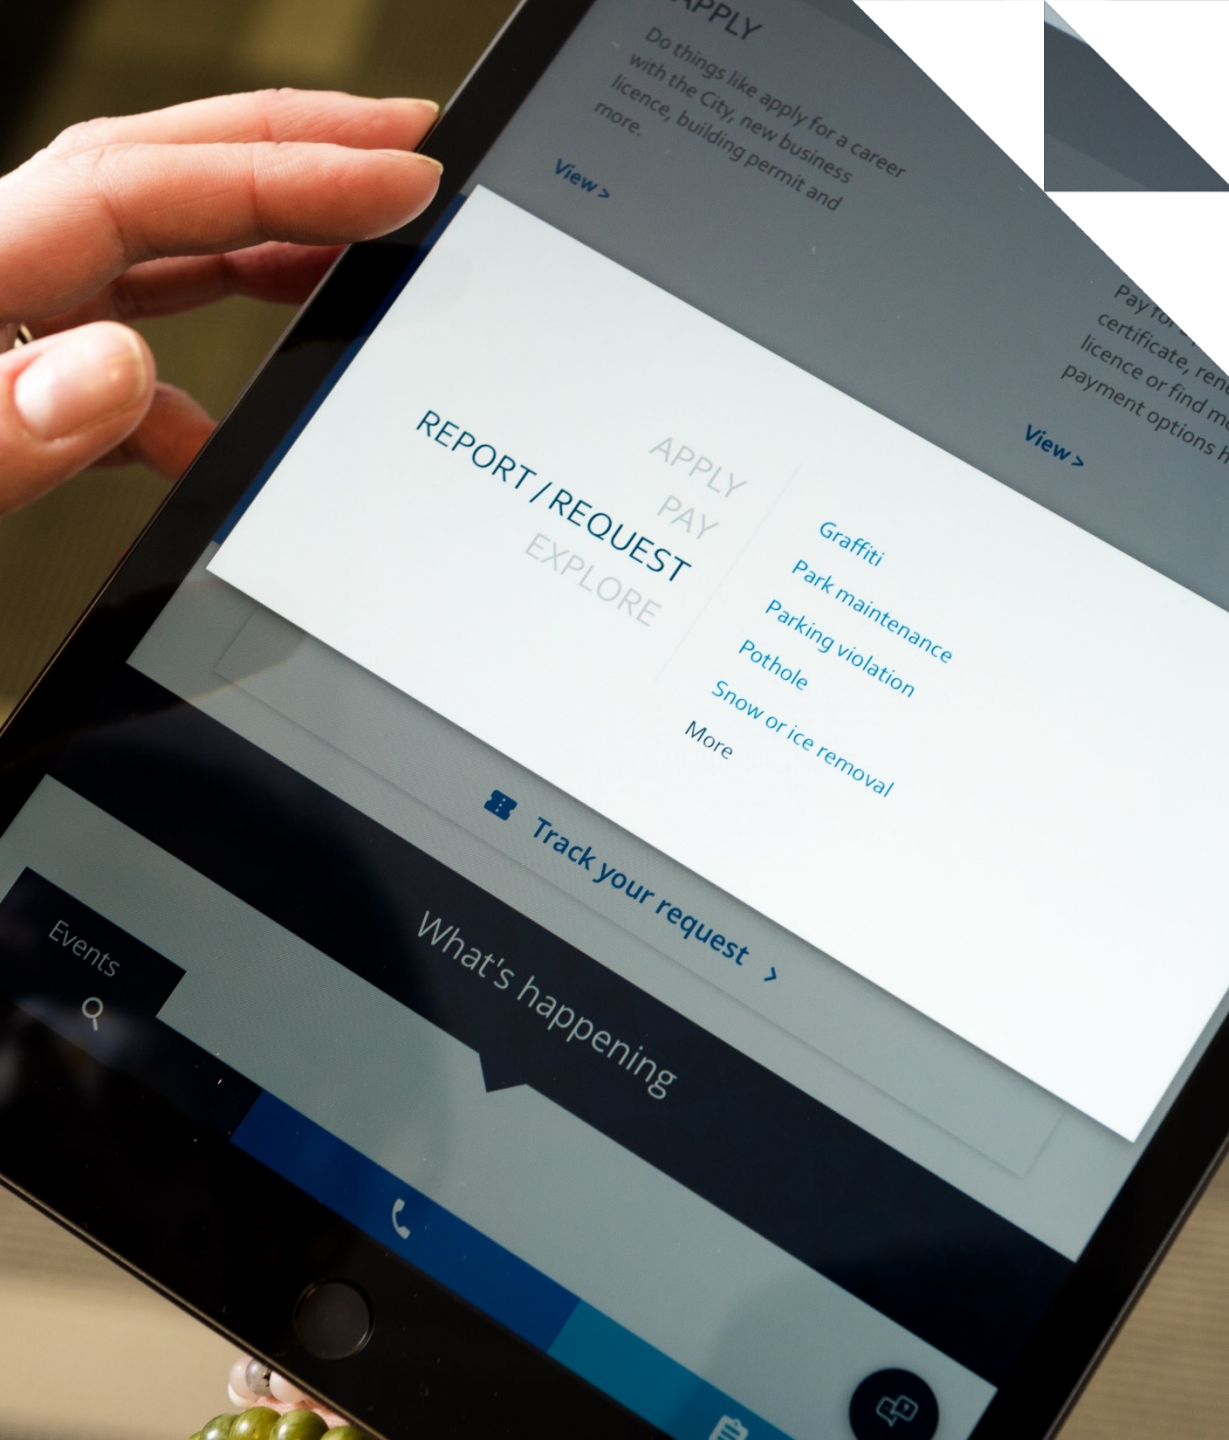 APPLY
Do things like apply for a career
with the City, new business
licence, building permit and
more.
View >
Pay for
certificate,
licence or find
payment options
View >
APPLY
PAY
REPORT / REQUEST
EXPLORE
Graffiti
Park maintenance
Parking violation
Pothole
Snow or ice removal
More
Track your request >
What's happening
Events